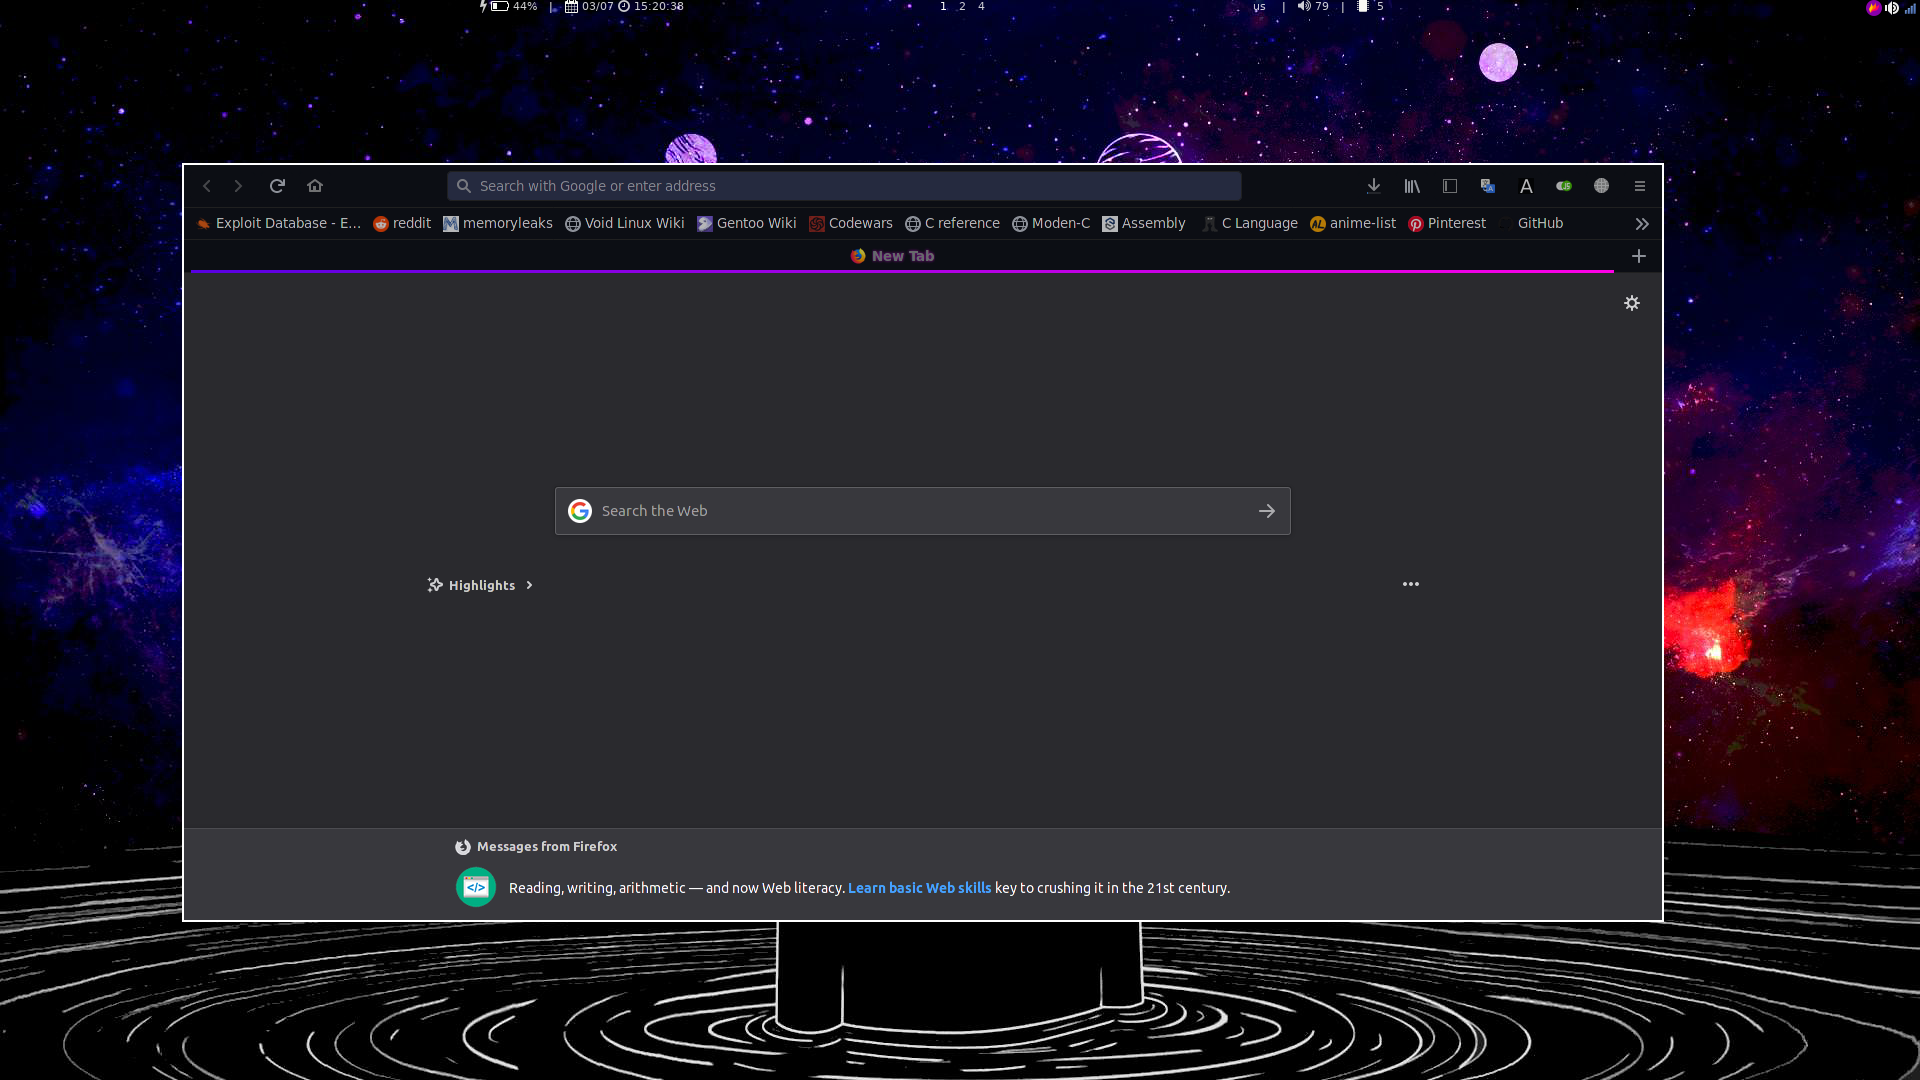 44% | 03/07 15:20:38 1 2 4 us | 79 | 5
Search with Google or enter address
Exploit Database - E... reddit memoryleaks Void Linux Wiki Gentoo Wiki Codewars C reference Moden-C Assembly C Language anime-list Pinterest GitHub
New Tab
Search the Web
Highlights
Messages from Firefox
Reading, writing, arithmetic — and now Web literacy. Learn basic Web skills key to crushing it in the 21st century.